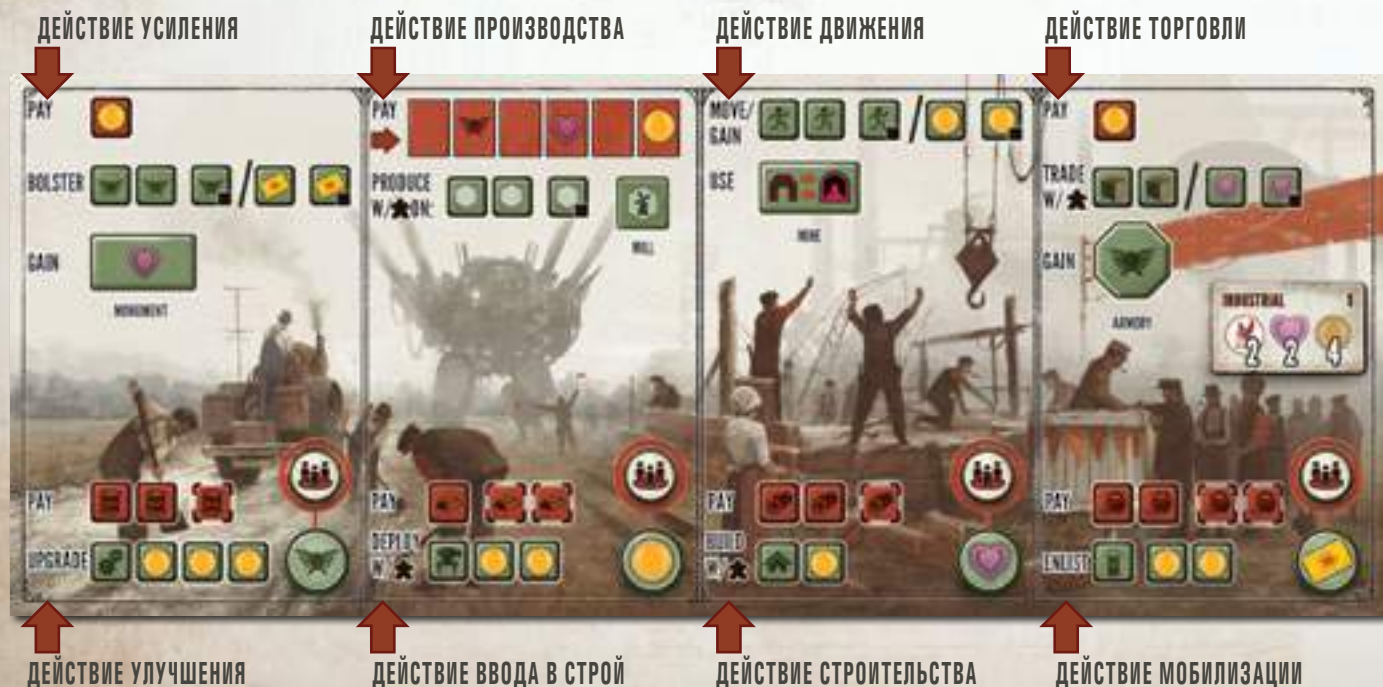 ДЕЙСТВИЕ УСИЛЕНИЯ
ДЕЙСТВИЕ ПРОИЗВОДСТВА
ДЕЙСТВИЕ ДВИЖЕНИЯ
ДЕЙСТВИЕ ТОРГОВЛИ
PAY
BOLSTER /
GAIN
MONUMENT
PAY
UPGRADE
PAY
PRODUCE
W/ ON:
MILL
PAY
DEPLOY
W/
MOVE/ /
GAIN
USE
MINE
PAY
BUILD
W/
PAY
TRADE /
W/
GAIN
ARMORY
INDUSTRIAL 1
2 2 4
PAY
ENLIST
ДЕЙСТВИЕ УЛУЧШЕНИЯ
ДЕЙСТВИЕ ВВОДА В СТРОЙ
ДЕЙСТВИЕ СТРОИТЕЛЬСТВА
ДЕЙСТВИЕ МОБИЛИЗАЦИИ